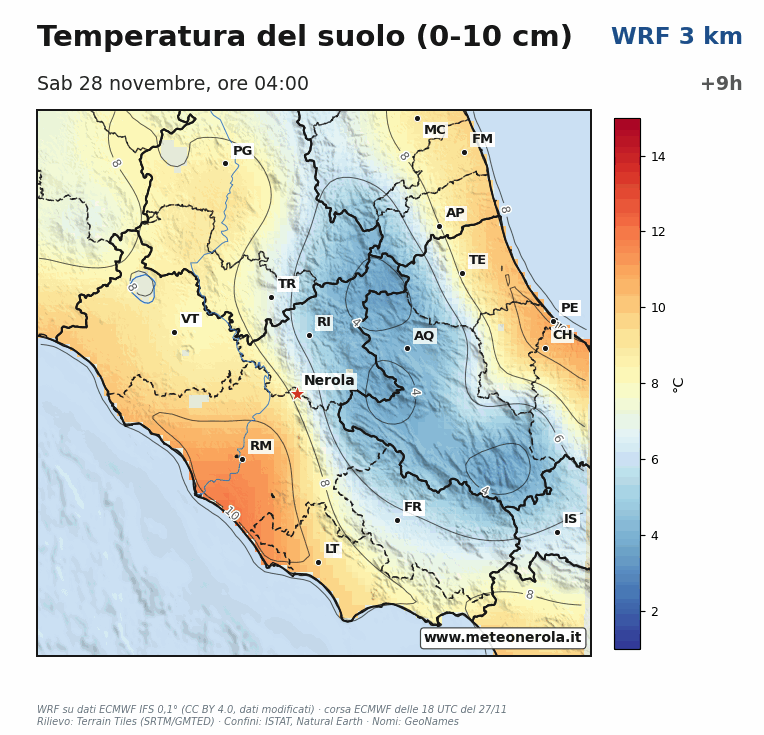 Temperatura del suolo (0-10 cm) WRF 3 km
Sab 28 novembre, ore 04:00 +9h
MC
FM
8
PG
8
14
AP
8
TE
12
TR
8
PE
10
VT
RI
4
AQ
CH
Nerola
8
°C
4
RM
6
6
8
4
10
FR
IS
4
LT
8
2
www.meteonerola.it
WRF su dati ECMWF IFS 0,1° (CC BY 4.0, dati modificati) · corsa ECMWF delle 18 UTC del 27/11
Rilievo: Terrain Tiles (SRTM/GMTED) · Confini: ISTAT, Natural Earth · Nomi: GeoNames